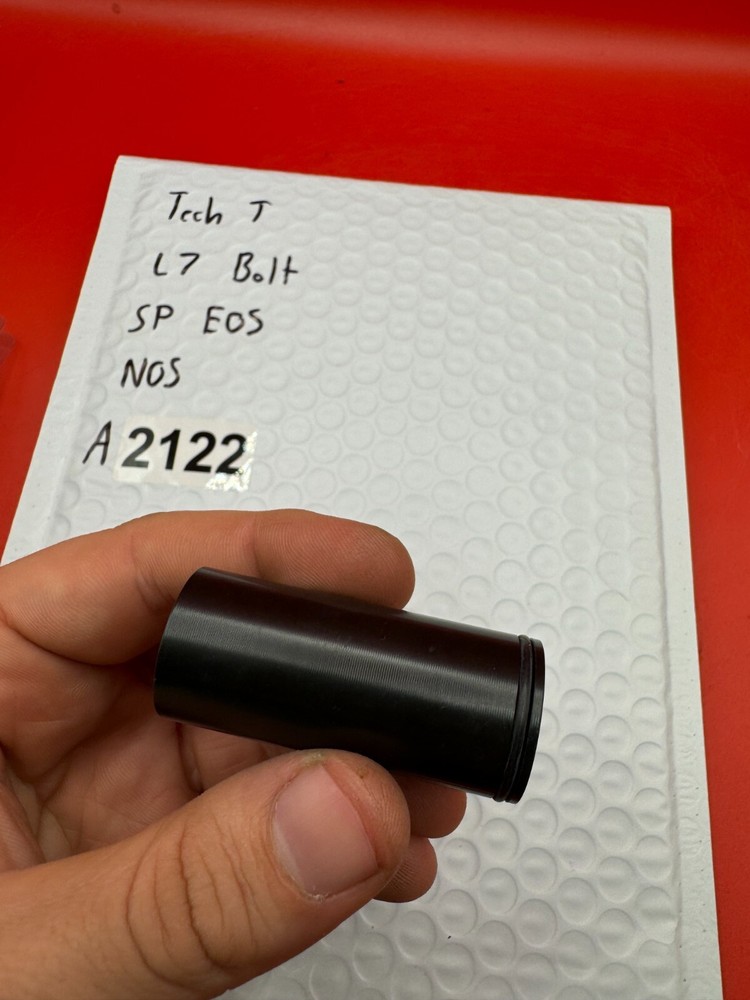 Tech T
L7 Bolt
SP EOS
NOS
A 2122